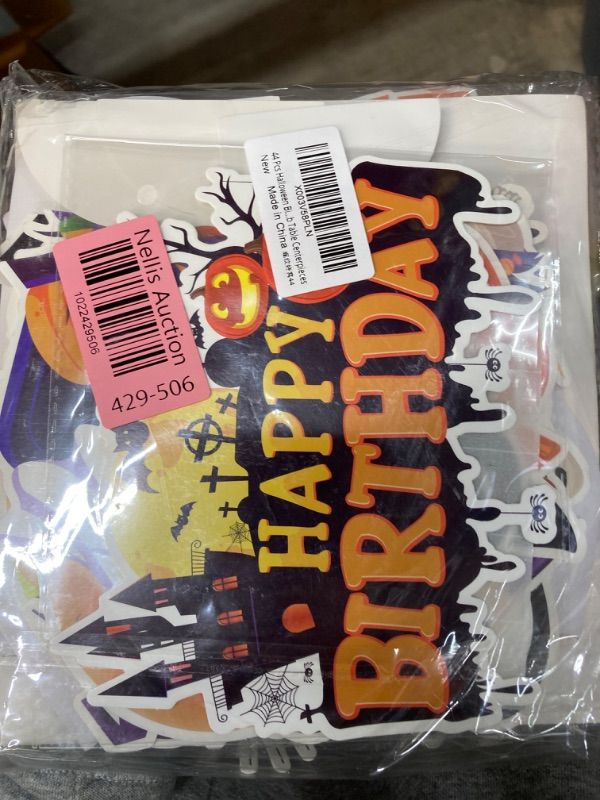 Nellis Auction
1022429506
429-506
X003V58PLN
44 Pcs Halloween Bi...b Table Centerpieces
New Made in China
HAPPY
BIRTHDAY